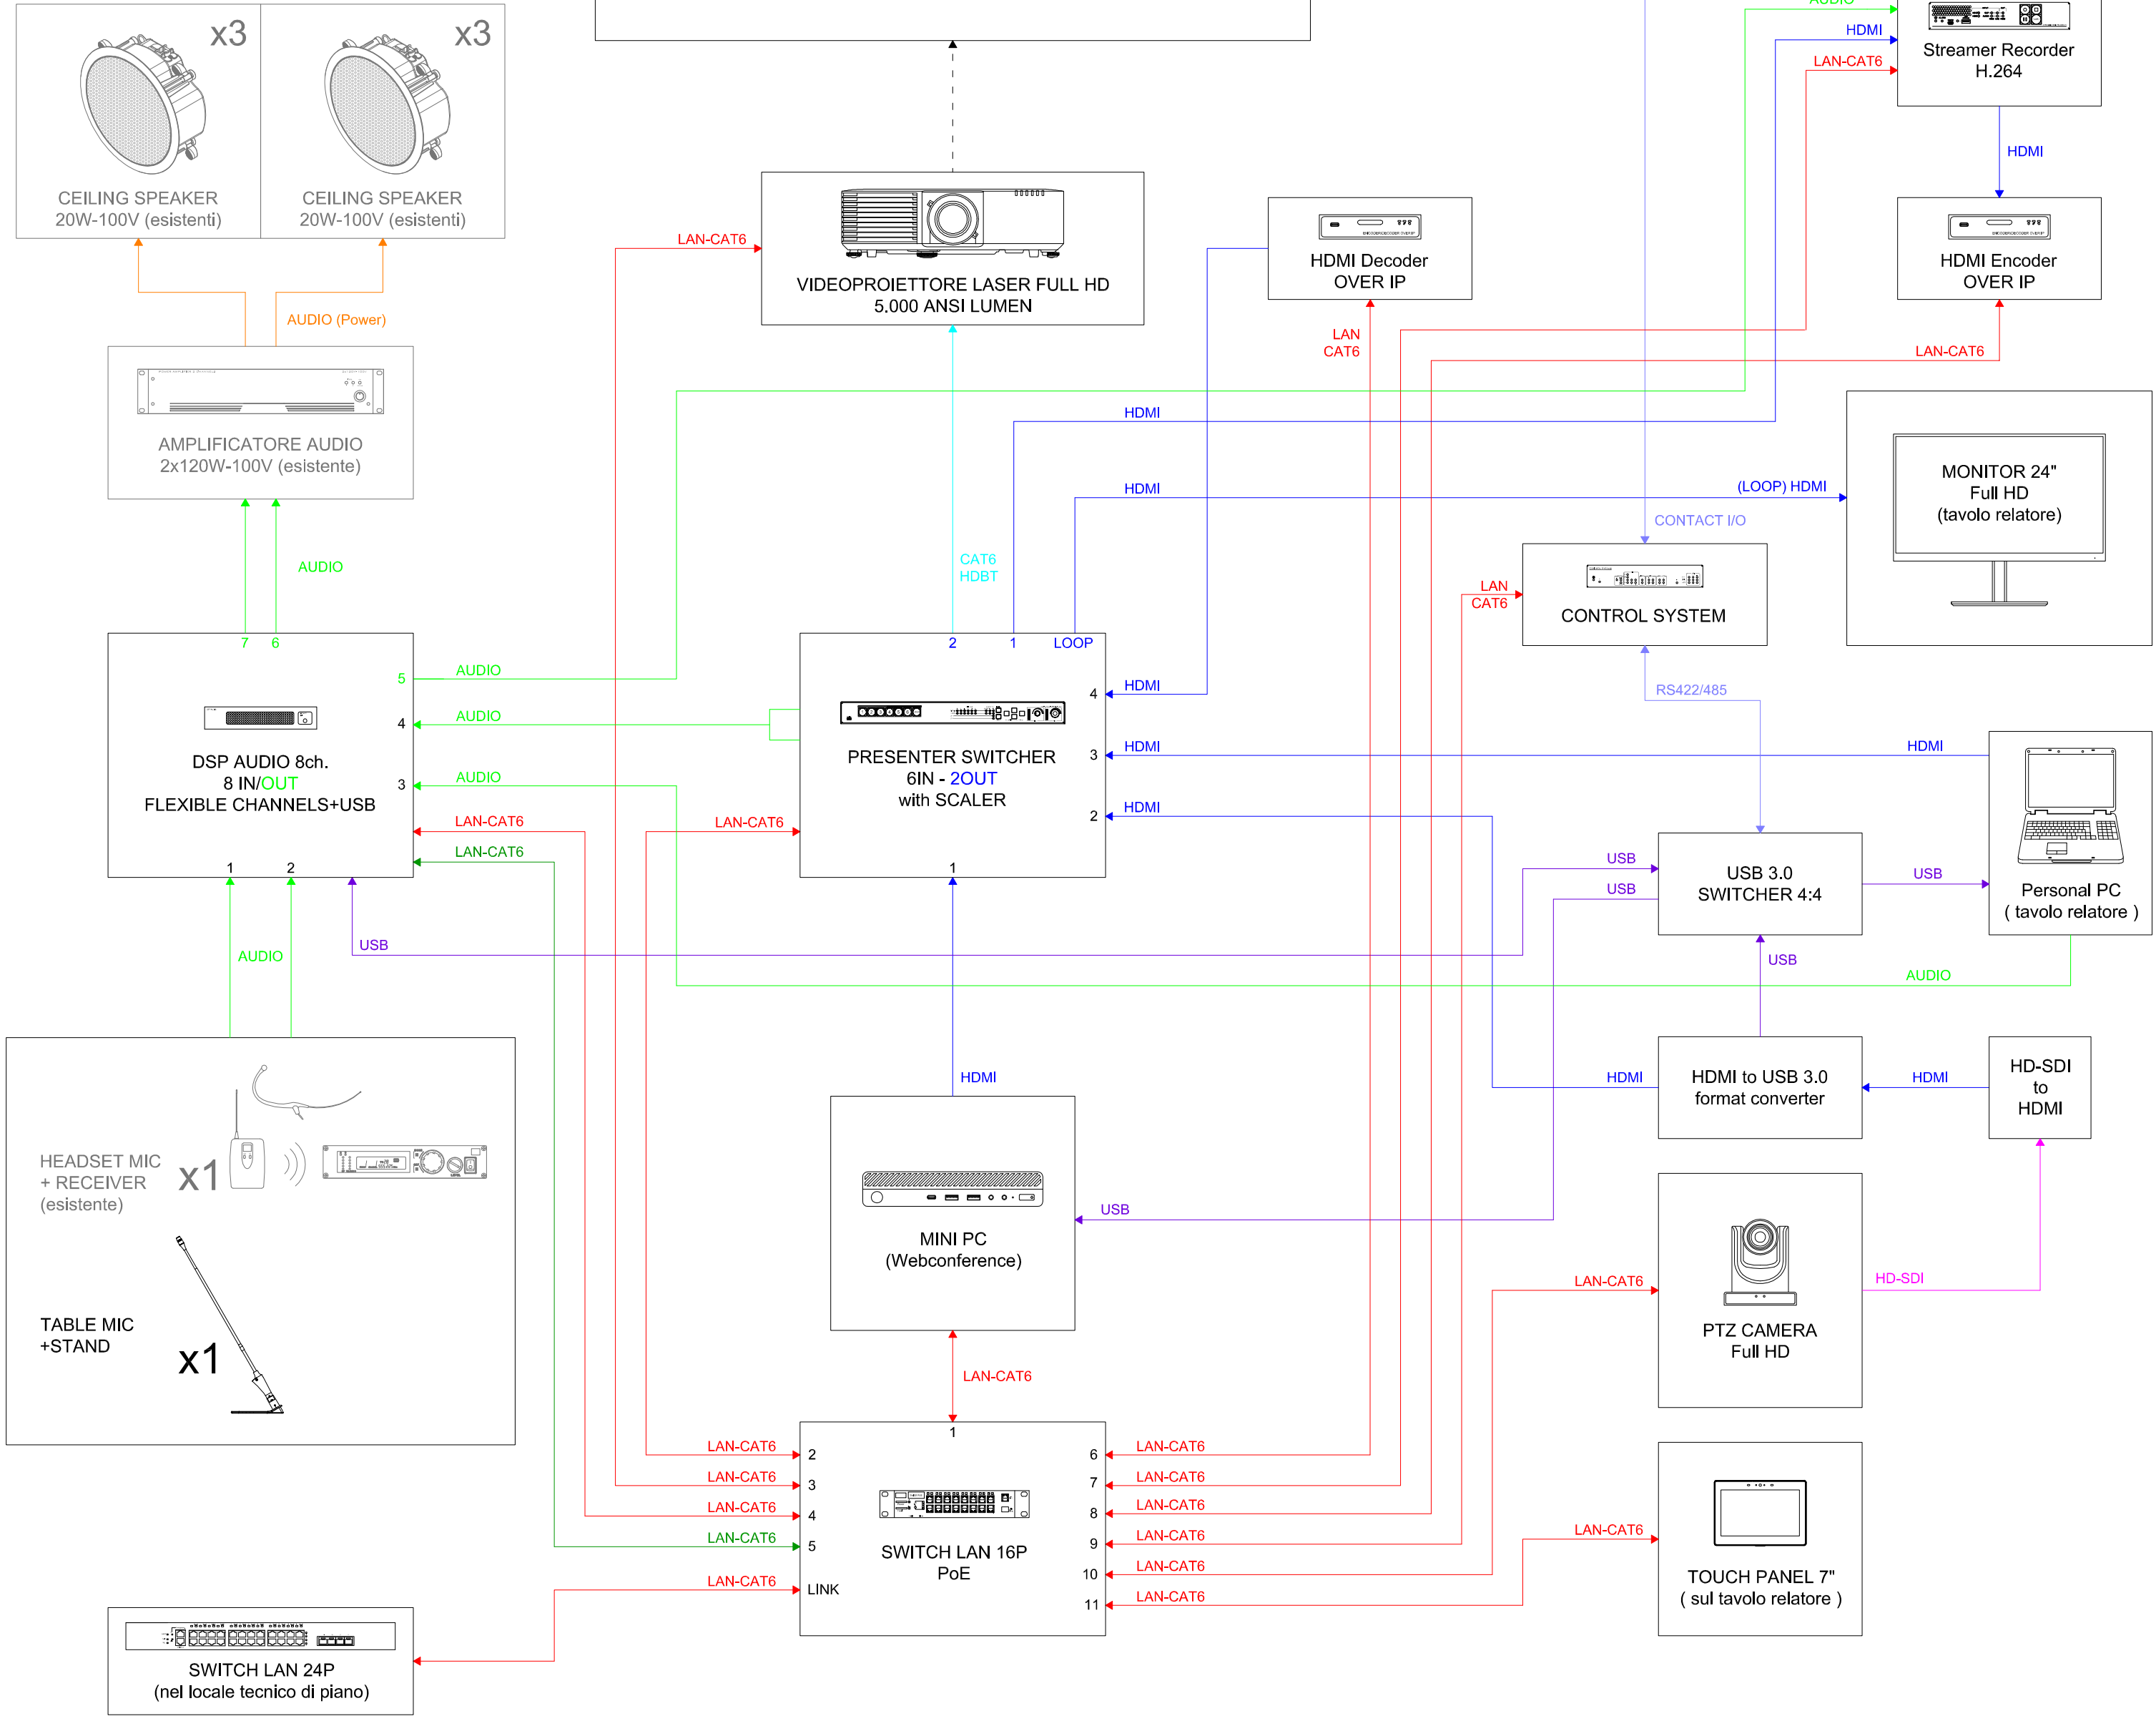 x3
x3
CEILING SPEAKER
20W-100V (esistenti)
CEILING SPEAKER
20W-100V (esistenti)
AUDIO (Power)
AMPLIFICATORE AUDIO
2x120W-100V (esistente)
AUDIO
7
6
5
4
3
1
2
DSP AUDIO 8ch.
8 IN/OUT
FLEXIBLE CHANNELS+USB
AUDIO
AUDIO
AUDIO
LAN-CAT6
LAN-CAT6
USB
AUDIO
HEADSET MIC
+ RECEIVER
(esistente)
x1
TABLE MIC
+STAND
x1
SWITCH LAN 24P
(nel locale tecnico di piano)
LAN-CAT6
VIDEOPROIETTORE LASER FULL HD
5.000 ANSI LUMEN
CAT6
HDBT
HDMI
HDMI
(LOOP) HDMI
2
1
LOOP
4
3
2
1
PRESENTER SWITCHER
6IN - 2OUT
with SCALER
LAN-CAT6
HDMI
HDMI
HDMI
HDMI
HDMI
MINI PC
(Webconference)
USB
LAN-CAT6
1
2
3
4
5
LINK
6
7
8
9
10
11
SWITCH LAN 16P
PoE
LAN-CAT6
LAN-CAT6
LAN-CAT6
LAN-CAT6
LAN-CAT6
LAN-CAT6
LAN-CAT6
LAN-CAT6
LAN-CAT6
LAN-CAT6
LAN-CAT6
AUDIO
HDMI
LAN-CAT6
Streamer Recorder
H.264
HDMI
HDMI Decoder
OVER IP
LAN
CAT6
HDMI Encoder
OVER IP
LAN-CAT6
MONITOR 24"
Full HD
(tavolo relatore)
CONTACT I/O
LAN
CAT6
CONTROL SYSTEM
RS422/485
USB
USB
USB 3.0
SWITCHER 4:4
USB
Personal PC
( tavolo relatore )
USB
AUDIO
HDMI
HDMI to USB 3.0
format converter
HDMI
HD-SDI
to
HDMI
LAN-CAT6
PTZ CAMERA
Full HD
HD-SDI
LAN-CAT6
TOUCH PANEL 7"
( sul tavolo relatore )